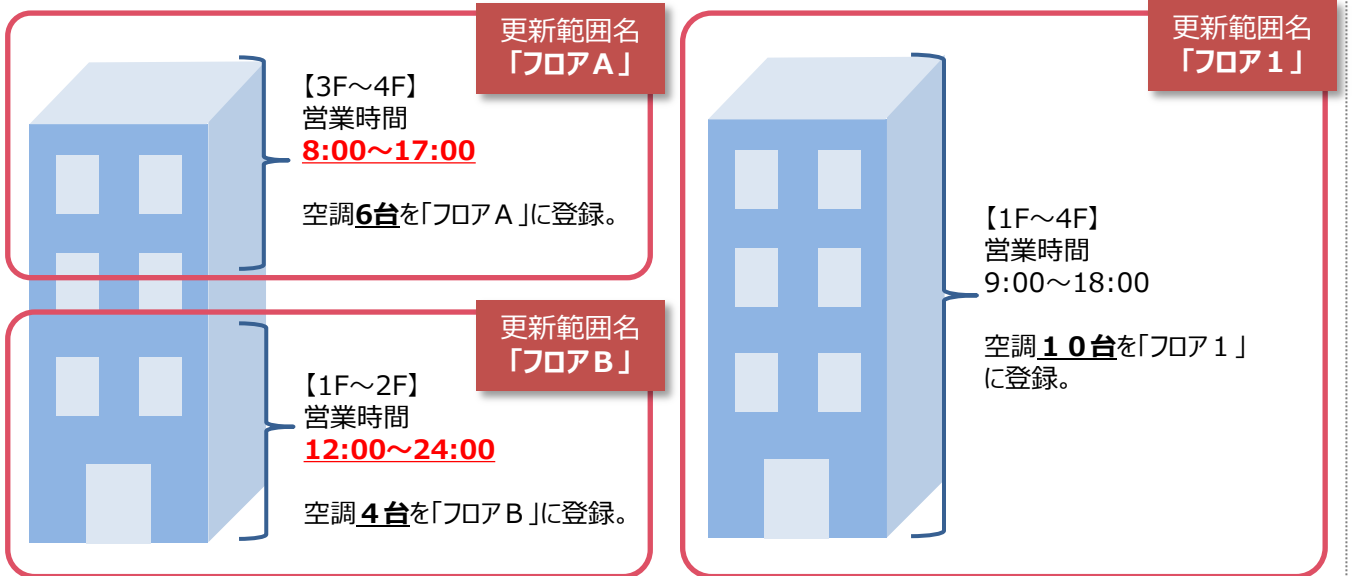 更新範囲名
「フロアA」
【3F～4F】
営業時間
8:00～17:00
空調6台を「フロアA」に登録。
更新範囲名
「フロアB」
【1F～2F】
営業時間
12:00～24:00
空調４台を「フロアB」に登録。
更新範囲名
「フロア１」
【1F～4F】
営業時間
9:00～18:00
空調１０台を「フロア１」
に登録。